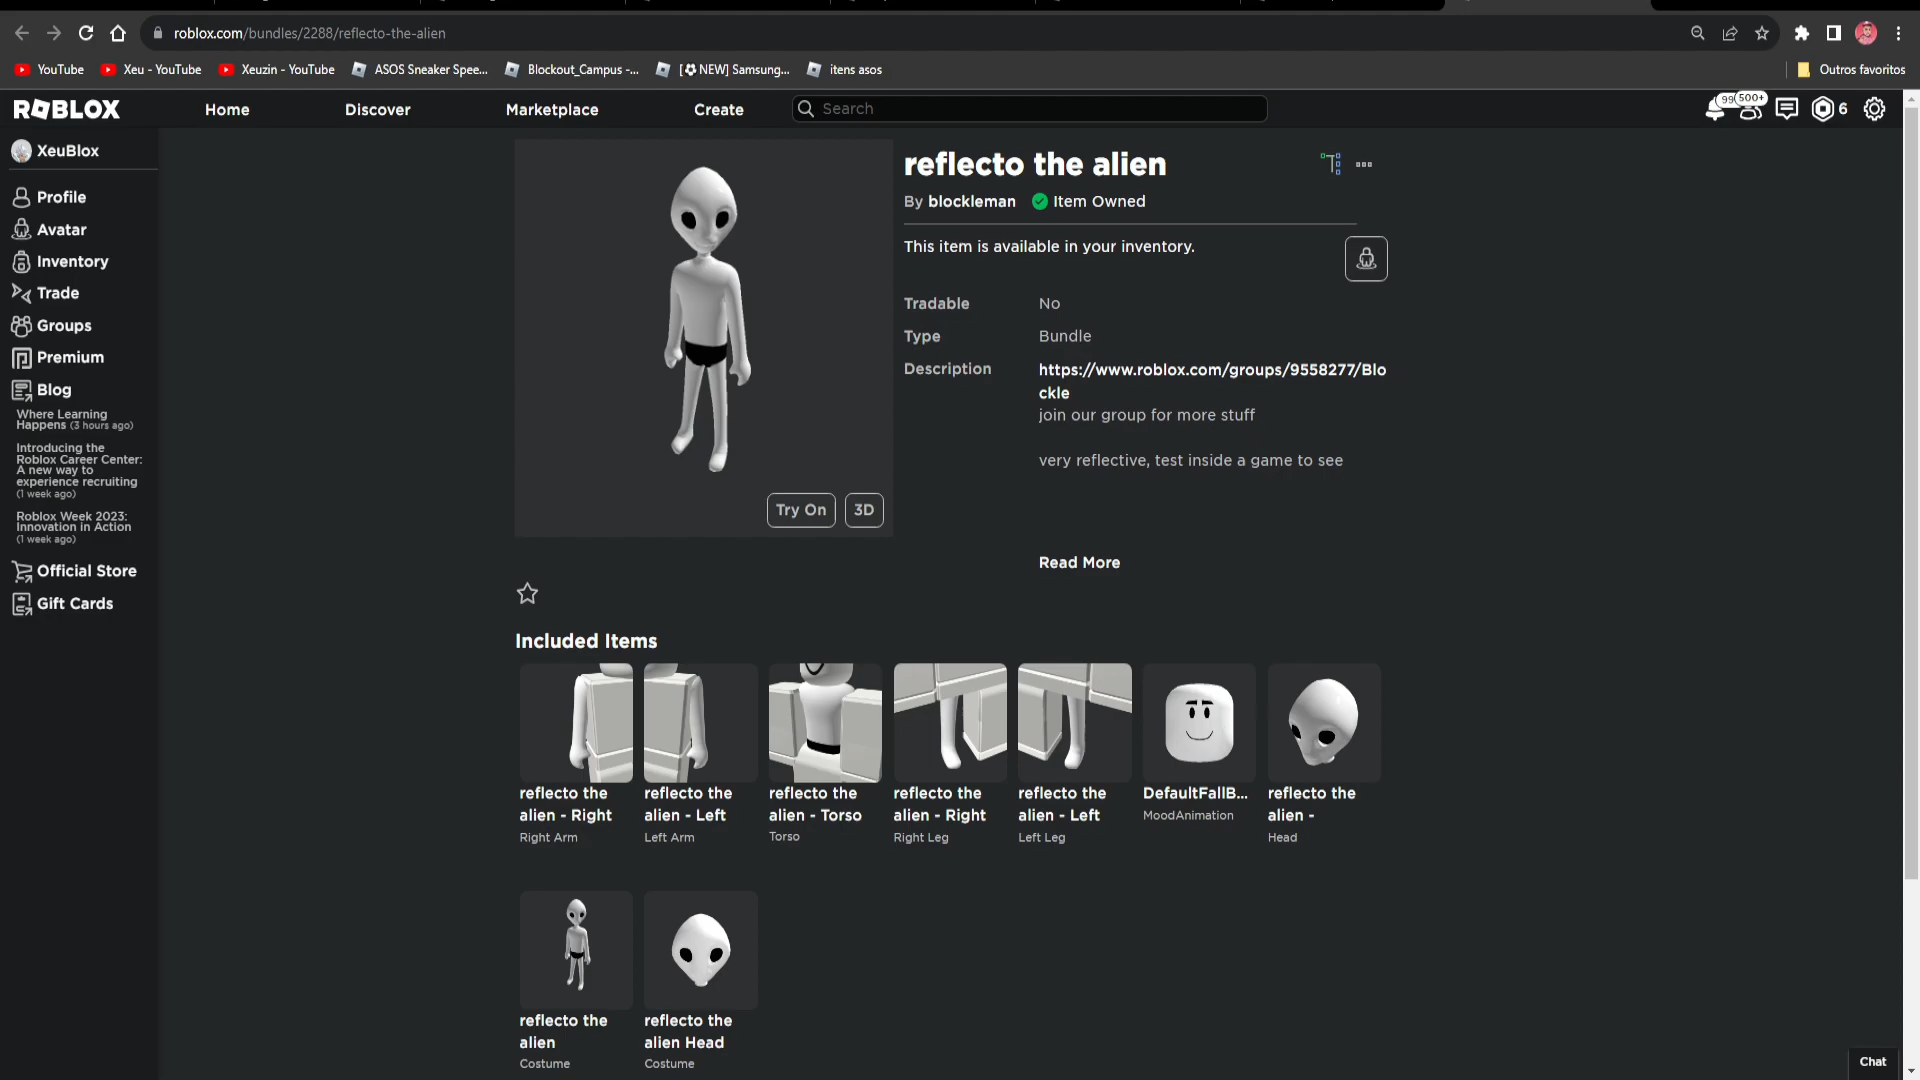 roblox.com/bundles/2288/reflecto-the-alien
YouTube
Xeu - YouTube
Xeuzin - YouTube
ASOS Sneaker Spee...
Blockout_Campus -...
[⚽NEW] Samsung...
itens asos
Outros favoritos
ROBLOX
Home
Discover
Marketplace
Create
Search
99
500+
6
XeuBlox
Profile
Avatar
Inventory
Trade
Groups
Premium
Blog
Where Learning
Happens (3 hours ago)
Introducing the
Roblox Career Center:
A new way to
experience recruiting
(1 week ago)
Roblox Week 2023:
Innovation in Action
(1 week ago)
Official Store
Gift Cards
Try On
3D
reflecto the alien
By blockleman Item Owned
This item is available in your inventory.
Tradable No
Type Bundle
Description https://www.roblox.com/groups/9558277/Blo
ckle
join our group for more stuff
very reflective, test inside a game to see
Read More
Included Items
reflecto the
alien - Right
Right Arm
reflecto the
alien - Left
Left Arm
reflecto the
alien - Torso
Torso
reflecto the
alien - Right
Right Leg
reflecto the
alien - Left
Left Leg
DefaultFallB...
MoodAnimation
reflecto the
alien -
Head
reflecto the
alien
Costume
reflecto the
alien Head
Costume
Chat